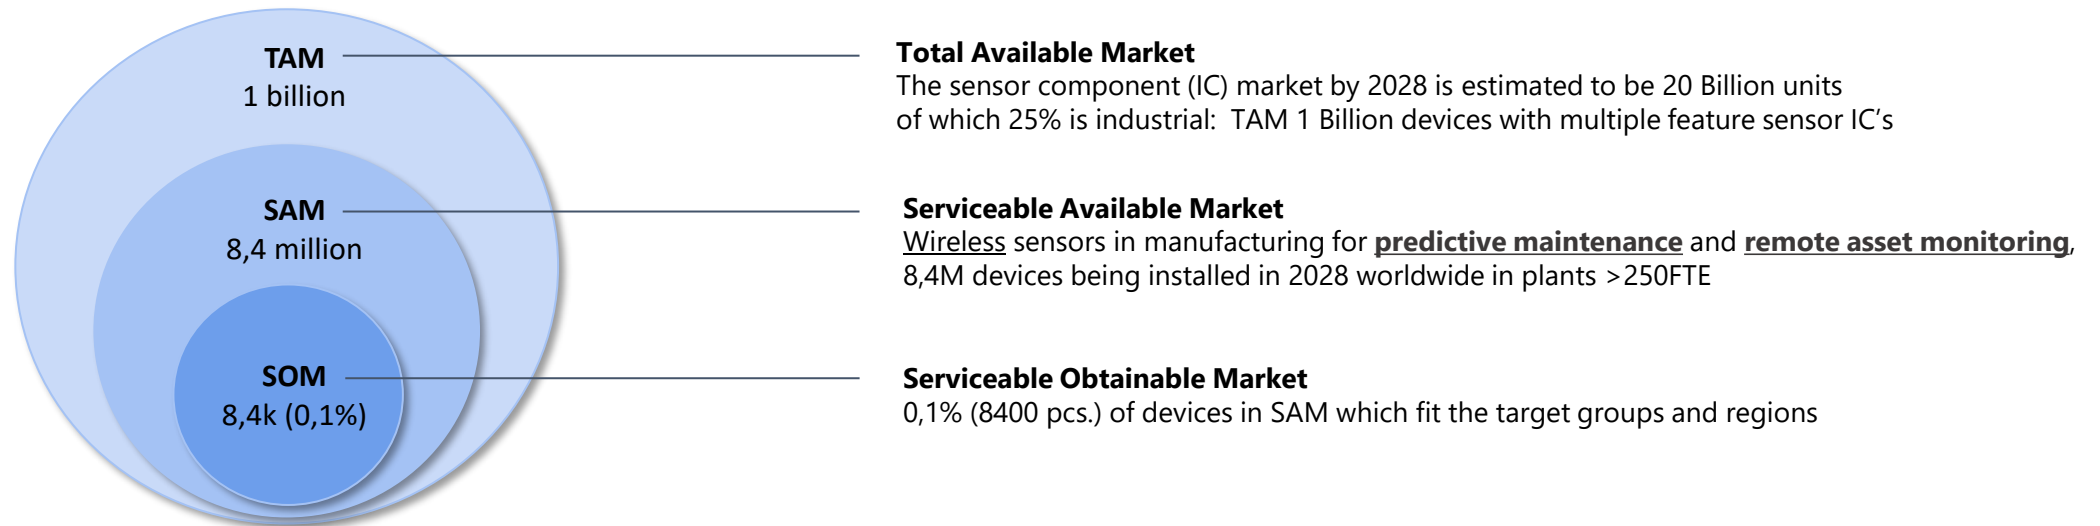 TAM
1 billion
Total Available Market
The sensor component (IC) market by 2028 is estimated to be 20 Billion units
of which 25% is industrial:  TAM 1 Billion devices with multiple feature sensor IC’s
SAM
8,4 million
Serviceable Available Market
Wireless sensors in manufacturing for predictive maintenance and remote asset monitoring,
8,4M devices being installed in 2028 worldwide in plants >250FTE
SOM
8,4k (0,1%)
Serviceable Obtainable Market
0,1% (8400 pcs.) of devices in SAM which fit the target groups and regions